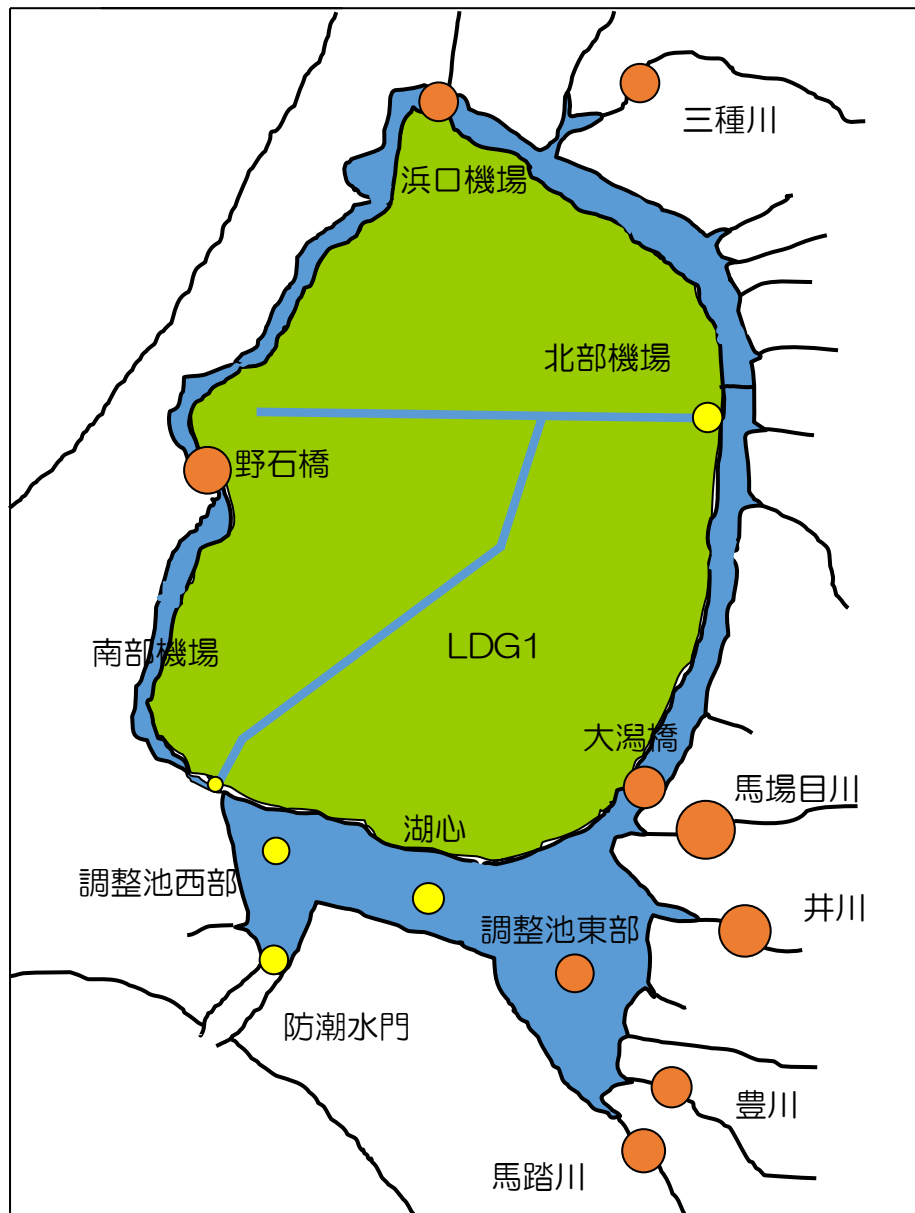 三種川
浜口機場
北部機場
野石橋
LDG1
南部機場
大潟橋
馬場目川
湖心
調整池西部
井川
調整池東部
防潮水門
豊川
馬踏川